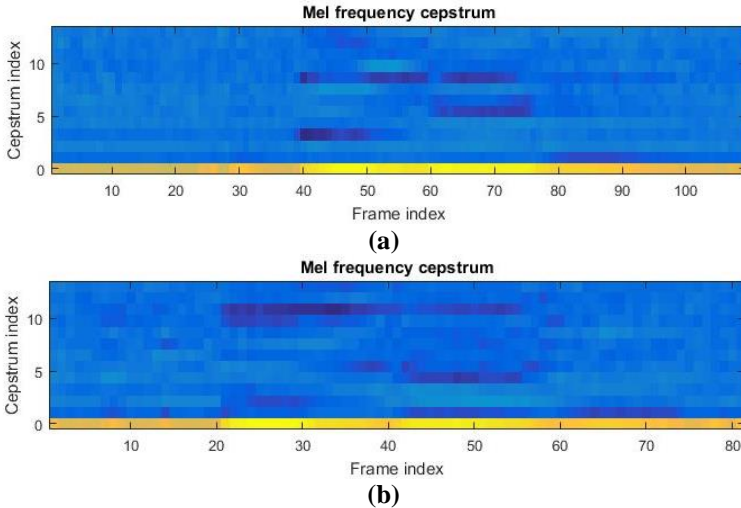 Mel frequency cepstrum
10
5
0
Cepstrum index
10 20 30 40 50 60 70 80 90 100
Frame index
(a)
Mel frequency cepstrum
10
5
0
Cepstrum index
10 20 30 40 50 60 70 80
Frame index
(b)